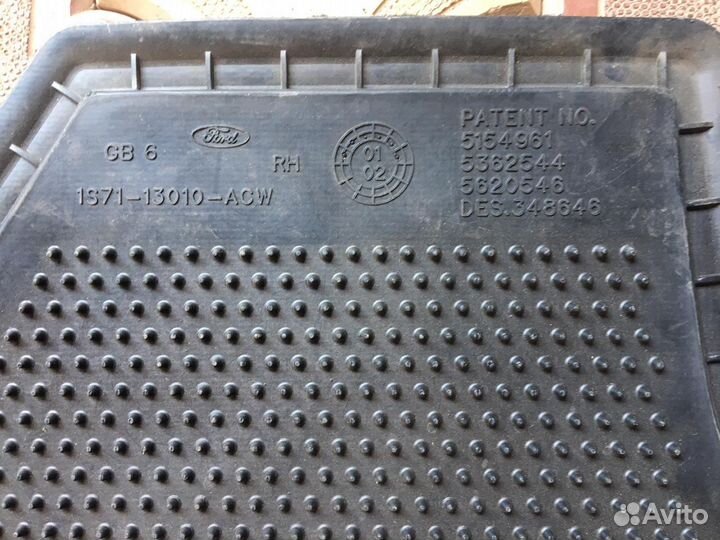 GB 6
Ford
RH
1S71-13010-ACW
01
02
PATENT NO.
5154961
5362544
5620546
DES.348646
Avito